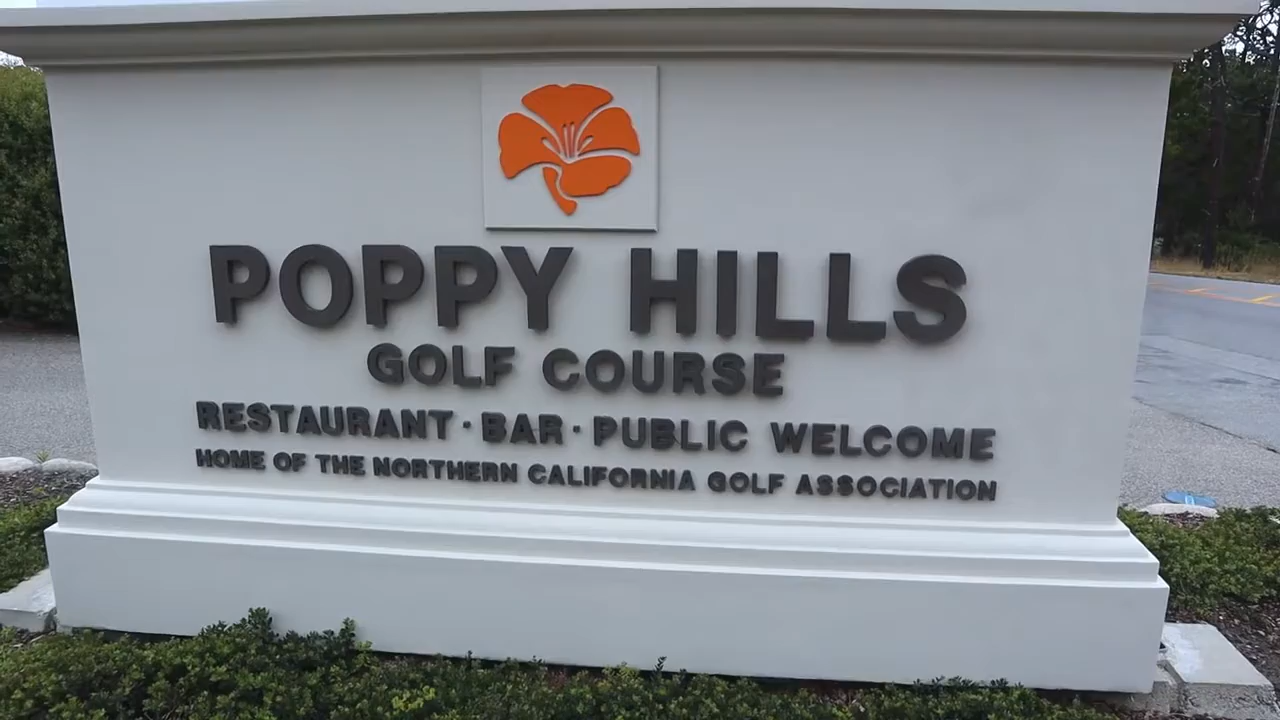 POPPY HILLS
GOLF COURSE
RESTAURANT · BAR · PUBLIC WELCOME
HOME OF THE NORTHERN CALIFORNIA GOLF ASSOCIATION